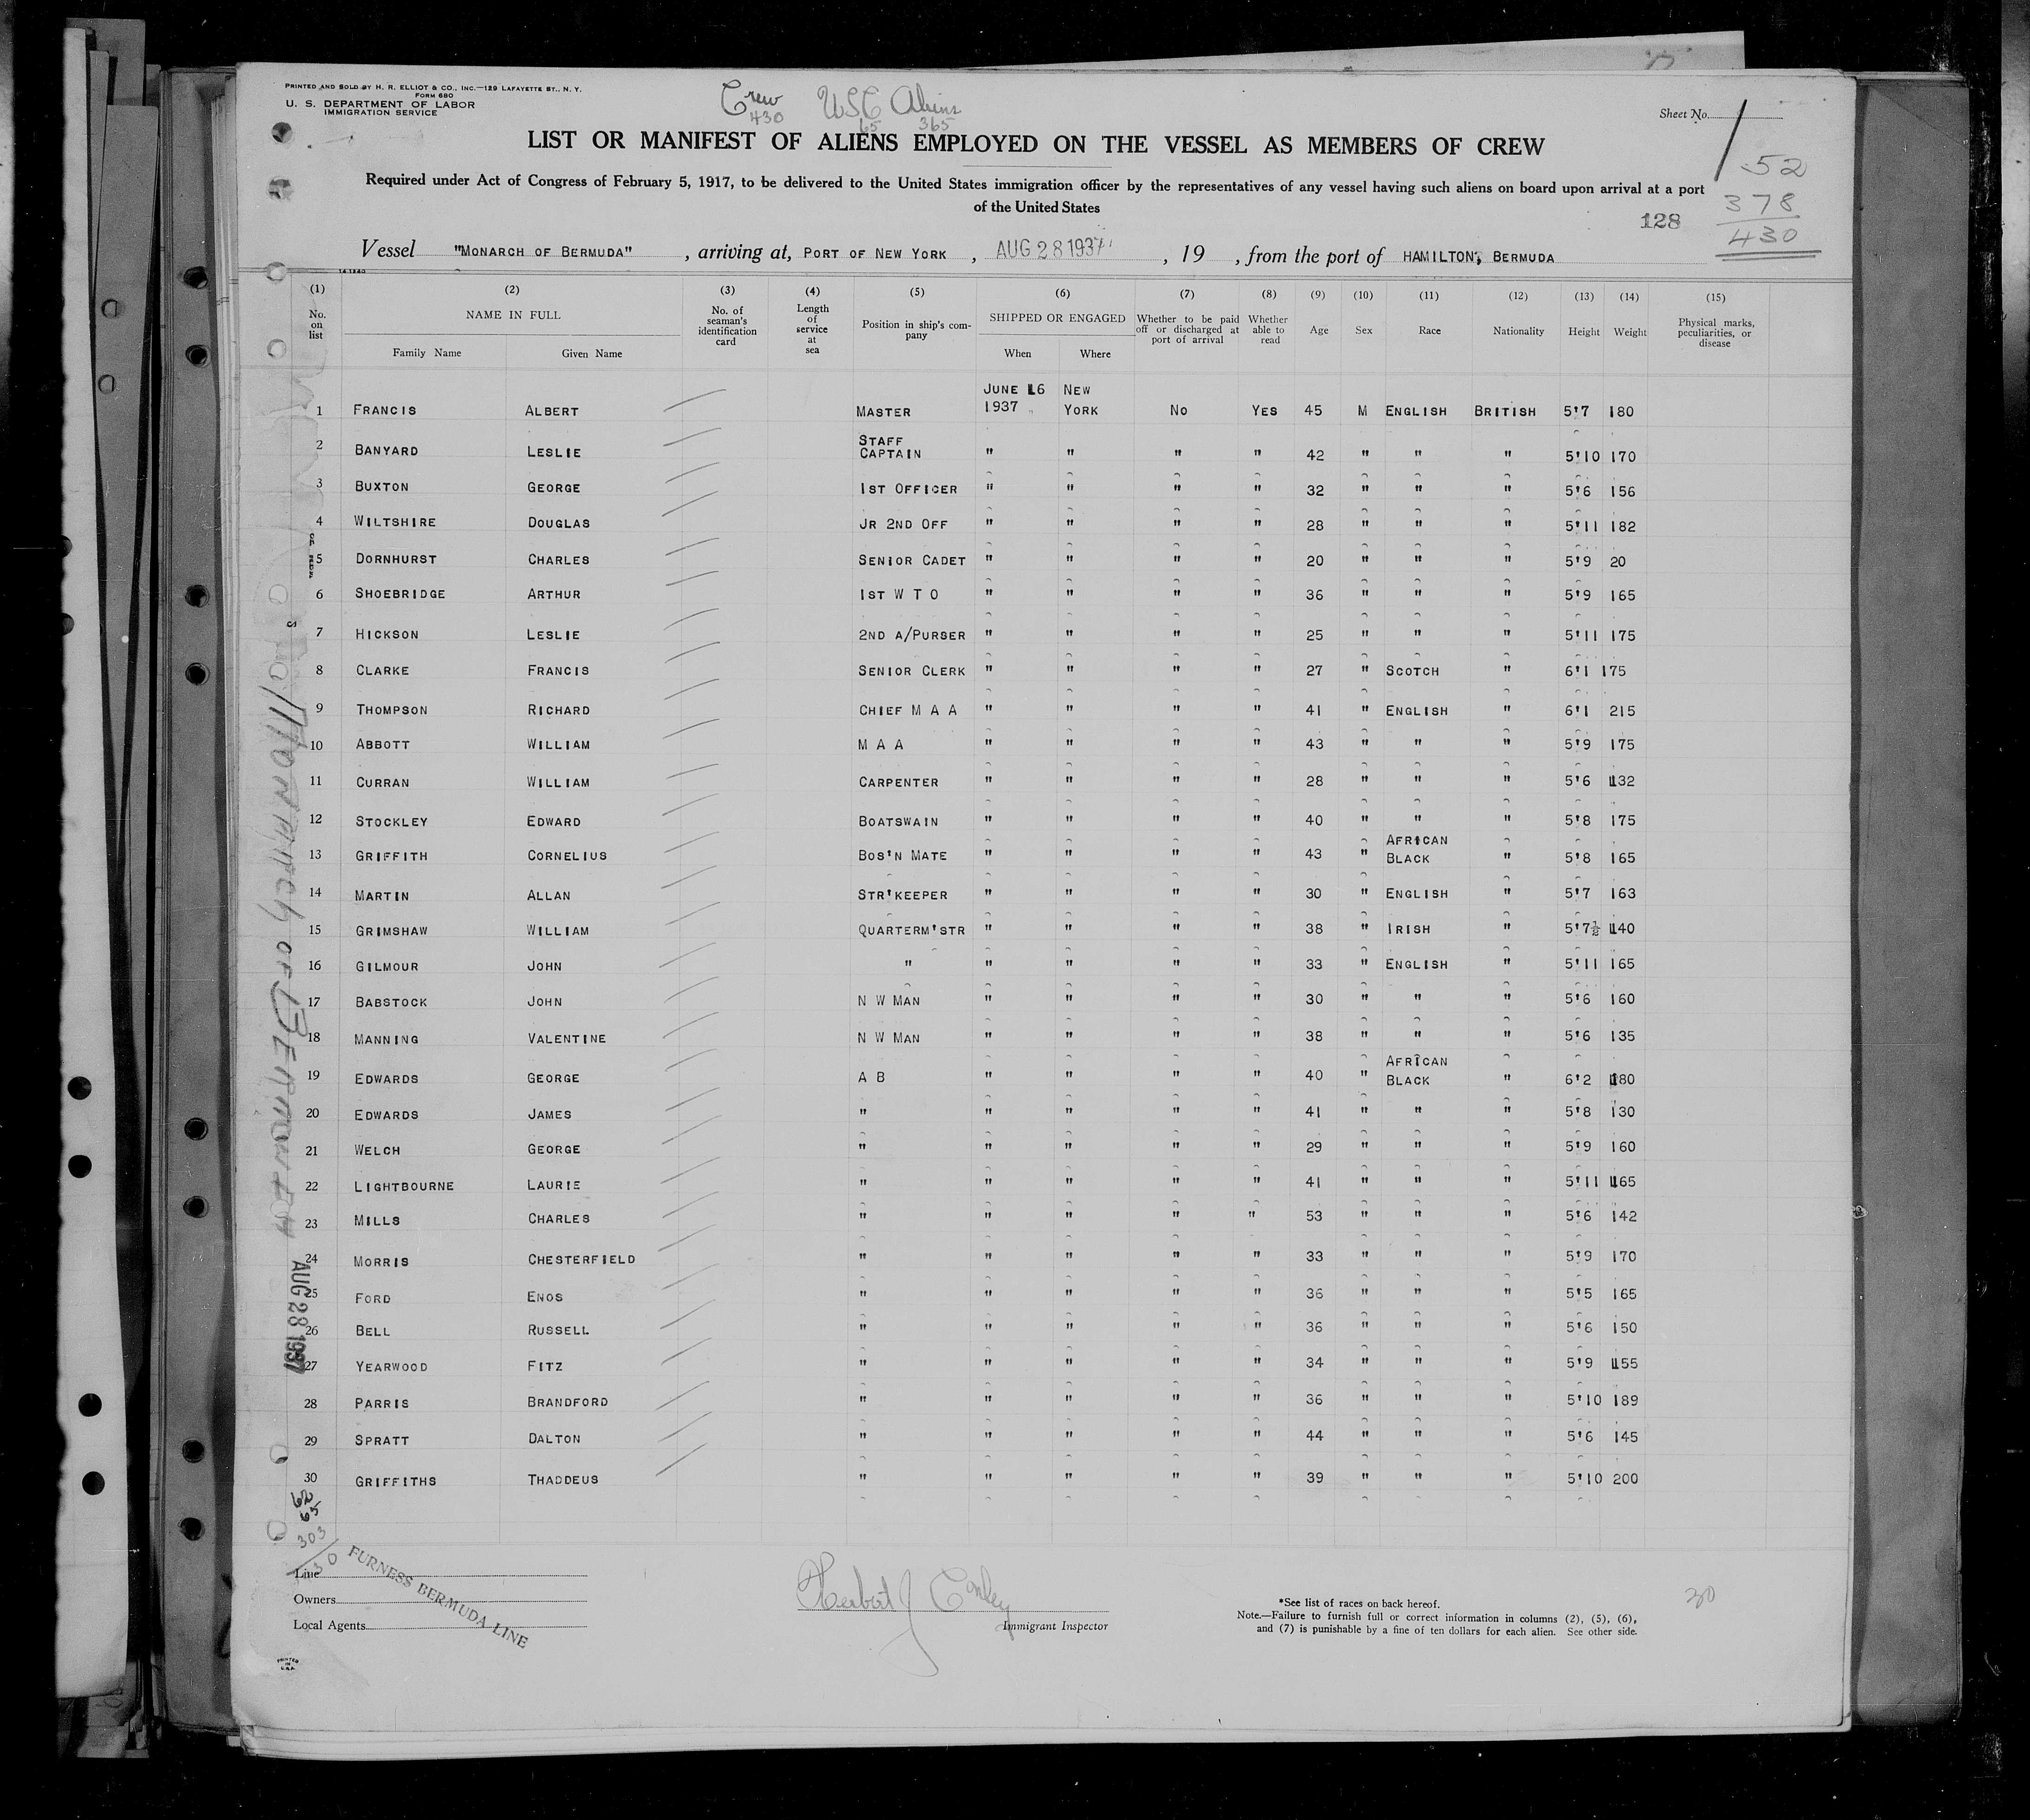 PRINTED AND SOLD BY H. R. ELLIOT & CO., INC.—129 LAFAYETTE ST., N. Y.
FORM 680
U. S. DEPARTMENT OF LABOR
IMMIGRATION SERVICE
Crew USC Aliens
430 65 365
Sheet No. 1
LIST OR MANIFEST OF ALIENS EMPLOYED ON THE VESSEL AS MEMBERS OF CREW
52
Required under Act of Congress of February 5, 1917, to be delivered to the United States immigration officer by the representatives of any vessel having such aliens on board upon arrival at a port
of the United States
378
128
430
Vessel "MONARCH OF BERMUDA", arriving at, PORT OF NEW YORK, AUG 28 1937, 19 , from the port of HAMILTON, BERMUDA
(1) (2) (3) (4) (5) (6) (7) (8) (9) (10) (11) (12) (13) (14) (15)
No. on list NAME IN FULL No. of seaman's identification card Length of service at sea Position in ship's company SHIPPED OR ENGAGED Whether to be paid off or discharged at port of arrival Whether able to read Age Sex Race Nationality Height Weight Physical marks, peculiarities, or disease
Family Name Given Name When Where
1 FRANCIS ALBERT MASTER JUNE 16 1937 NEW YORK NO YES 45 M ENGLISH BRITISH 5'7 180
2 BANYARD LESLIE STAFF CAPTAIN " " " " 42 " " " 5'10 170
3 BUXTON GEORGE 1ST OFFICER " " " " 32 " " " 5'6 156
4 WILTSHIRE DOUGLAS JR 2ND OFF " " " " 28 " " " 5'11 182
5 DORNHURST CHARLES SENIOR CADET " " " " 20 " " " 5'9 20
6 SHOEBRIDGE ARTHUR 1ST W T O " " " " 36 " " " 5'9 165
7 HICKSON LESLIE 2ND A/PURSER " " " " 25 " " " 5'11 175
8 CLARKE FRANCIS SENIOR CLERK " " " " 27 " SCOTCH " 6'1 175
9 THOMPSON RICHARD CHIEF M A A " " " " 41 " ENGLISH " 6'1 215
10 ABBOTT WILLIAM M A A " " " " 43 " " " 5'9 175
11 CURRAN WILLIAM CARPENTER " " " " 28 " " " 5'6 132
12 STOCKLEY EDWARD BOATSWAIN " " " " 40 " " " 5'8 175
13 GRIFFITH CORNELIUS BOS'N MATE " " " " 43 " AFRICAN BLACK " 5'8 165
14 MARTIN ALLAN STR'KEEPER " " " " 30 " ENGLISH " 5'7 163
15 GRIMSHAW WILLIAM QUARTERM'STR " " " " 38 " IRISH " 5'7½ 140
16 GILMOUR JOHN " " " " " 33 " ENGLISH " 5'11 165
17 BABSTOCK JOHN N W MAN " " " " 30 " " " 5'6 160
18 MANNING VALENTINE N W MAN " " " " 38 " " " 5'6 135
19 EDWARDS GEORGE A B " " " " 40 " AFRICAN BLACK " 6'2 180
20 EDWARDS JAMES " " " " " 41 " " " 5'8 130
21 WELCH GEORGE " " " " " 29 " " " 5'9 160
22 LIGHTBOURNE LAURIE " " " " " 41 " " " 5'11 165
23 MILLS CHARLES " " " " " 53 " " " 5'6 142
24 MORRIS CHESTERFIELD " " " " " 33 " " " 5'9 170
25 FORD ENOS " " " " " 36 " " " 5'5 165
26 BELL RUSSELL " " " " " 36 " " " 5'6 150
27 YEARWOOD FITZ " " " " " 34 " " " 5'9 155
28 PARRIS BRANDFORD " " " " " 36 " " " 5'10 189
29 SPRATT DALTON " " " " " 44 " " " 5'6 145
30 GRIFFITHS THADDEUS " " " " " 39 " " " 5'10 200
Monarch of Bermuda
AUG 28 1937
62
65
303
430
Line
Owners
Local Agents
FURNESS BERMUDA LINE
Herbert J Conley
Immigrant Inspector
*See list of races on back hereof.
Note.—Failure to furnish full or correct information in columns (2), (5), (6),
and (7) is punishable by a fine of ten dollars for each alien. See other side.
30
PRINTED
IN
U.S.A.